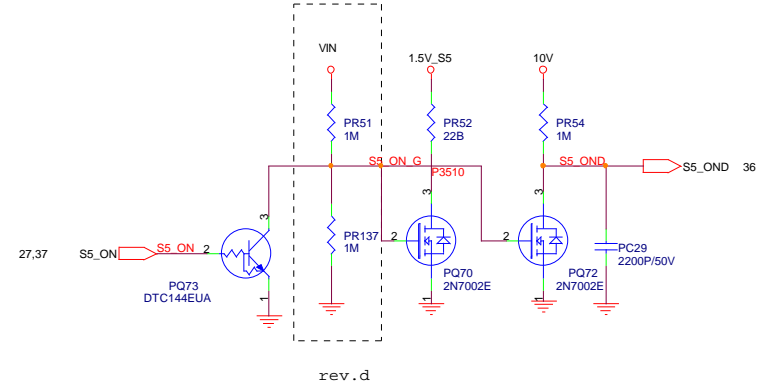 VIN
1.5V_S5
10V
PR51
1M
PR52
22B
PR54
1M
S5_ON_G
P3510
S5_OND
S5_OND 36
3
3
3
27,37 S5_ON
S5_ON
2
PR137
1M
2
2
PQ73
DTC144EUA
PQ70
2N7002E
PQ72
2N7002E
PC29
2200P/50V
1
1
1
rev.d